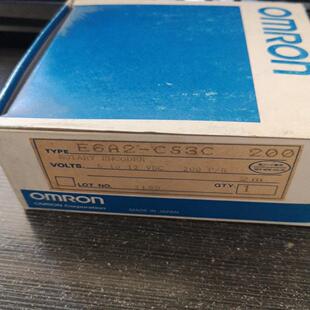 OMRON
TYPE E6A2-CS3C 200
ROTARY ENCODER
VOLTS. 5 to 12 VDC 200 P/R
2m
LOT NO. QTY 1
OMRON
OMRON Corporation
MADE IN JAPAN